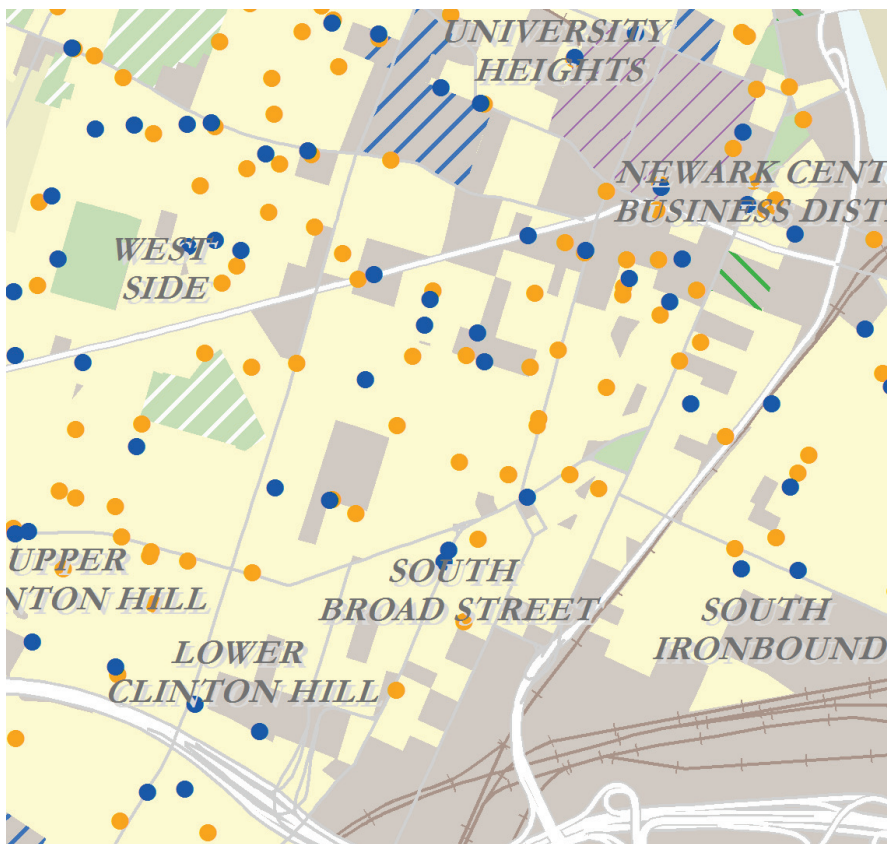 UNIVERSITY
HEIGHTS
NEWARK CENT
BUSINESS DIST
WEST
SIDE
UPPER
NTON HILL
SOUTH
BROAD STREET
SOUTH
IRONBOUND
LOWER
CLINTON HILL